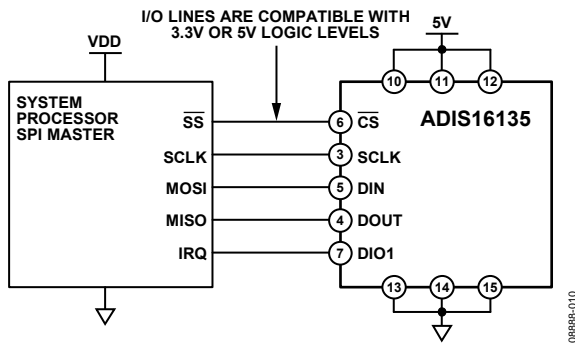 I/O LINES ARE COMPATIBLE WITH
3.3V OR 5V LOGIC LEVELS
VDD
5V
10 11 12
SYSTEM
PROCESSOR
SPI MASTER
ADIS16135
SS 6 CS
SCLK 3 SCLK
MOSI 5 DIN
MISO 4 DOUT
IRQ 7 DIO1
13 14 15
08888-010